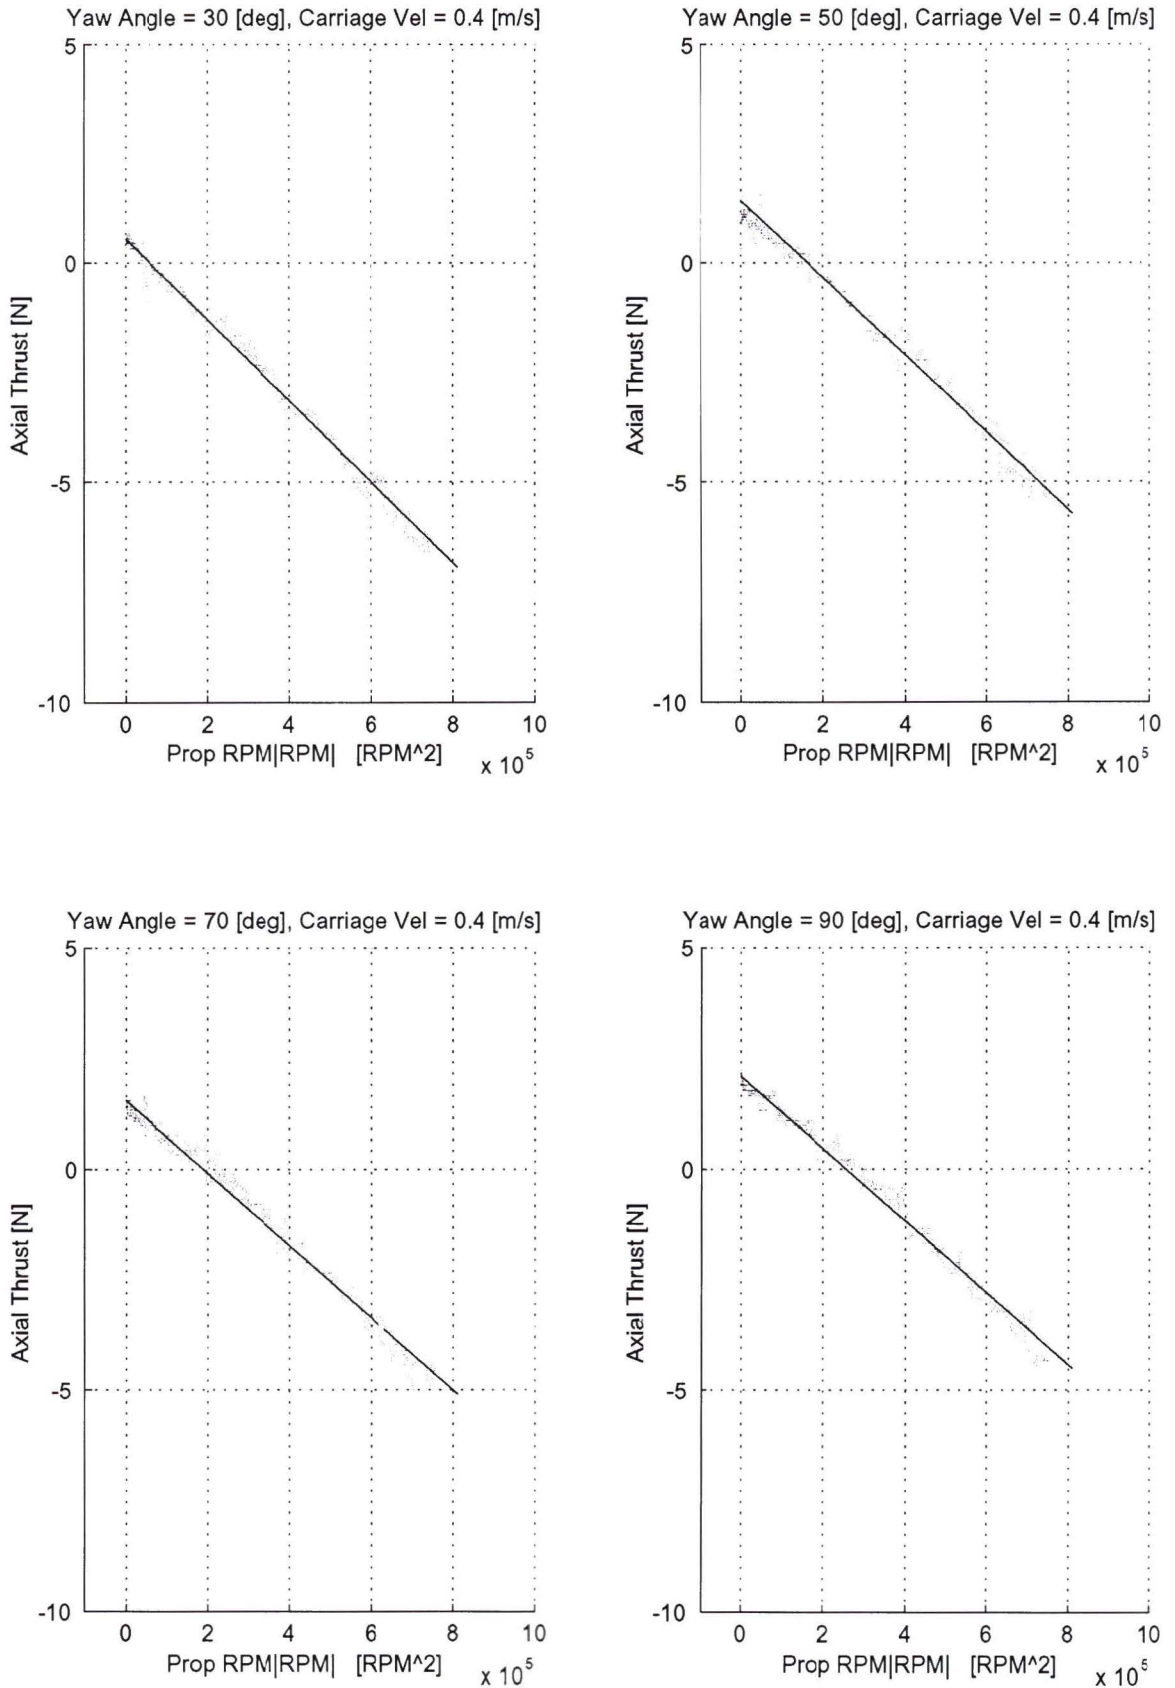 Yaw Angle = 30 [deg], Carriage Vel = 0.4 [m/s]
5
0
-5
-10
Axial Thrust [N]
0 2 4 6 8 10
Prop RPM|RPM| [RPM^2]
x 10^5
Yaw Angle = 50 [deg], Carriage Vel = 0.4 [m/s]
5
0
-5
-10
Axial Thrust [N]
0 2 4 6 8 10
Prop RPM|RPM| [RPM^2]
x 10^5
Yaw Angle = 70 [deg], Carriage Vel = 0.4 [m/s]
5
0
-5
-10
Axial Thrust [N]
0 2 4 6 8 10
Prop RPM|RPM| [RPM^2]
x 10^5
Yaw Angle = 90 [deg], Carriage Vel = 0.4 [m/s]
5
0
-5
-10
Axial Thrust [N]
0 2 4 6 8 10
Prop RPM|RPM| [RPM^2]
x 10^5